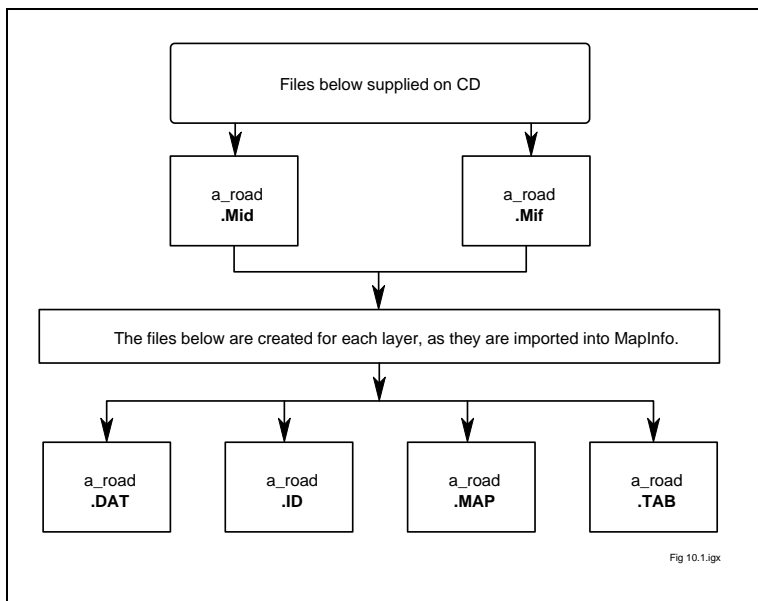 Files below supplied on CD
a_road
.Mid
a_road
.Mif
The files below are created for each layer, as they are imported into MapInfo.
a_road
.DAT
a_road
.ID
a_road
.MAP
a_road
.TAB
Fig 10.1.igx